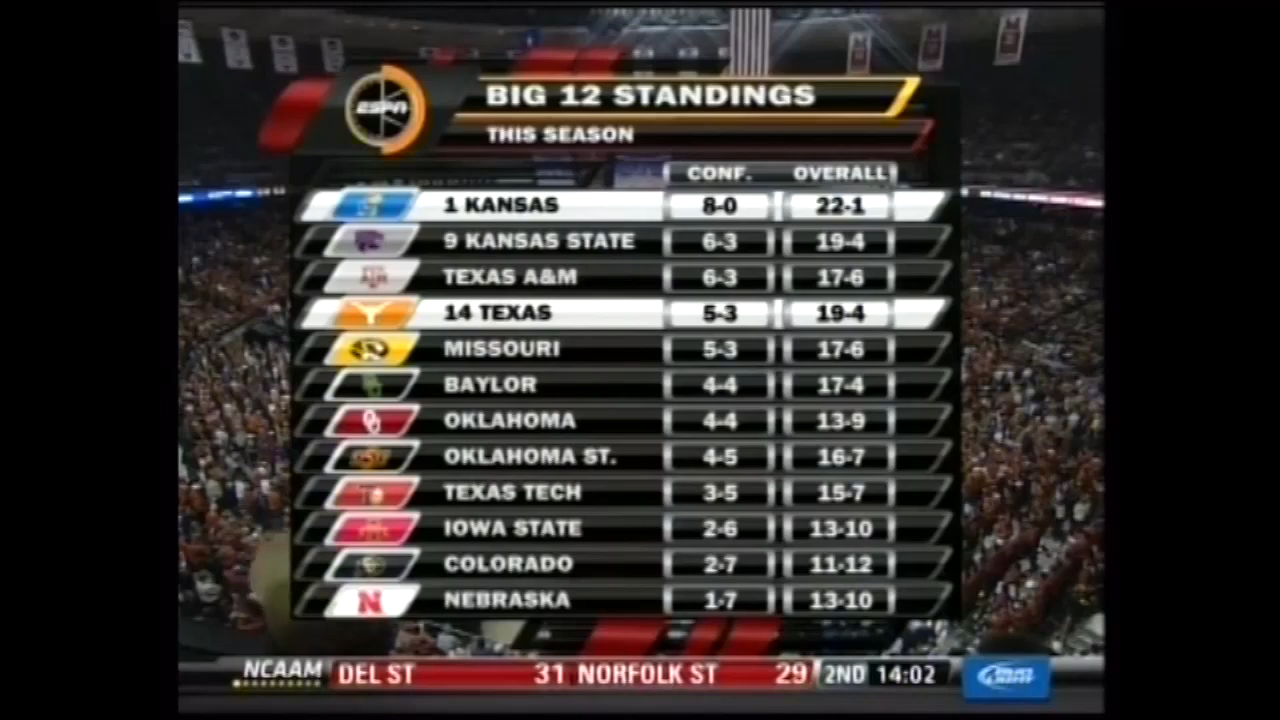 ESPN
BIG 12 STANDINGS
THIS SEASON
CONF. OVERALL
1 KANSAS 8-0 22-1
9 KANSAS STATE 6-3 19-4
TEXAS A&M 6-3 17-6
14 TEXAS 5-3 19-4
MISSOURI 5-3 17-6
BAYLOR 4-4 17-4
OKLAHOMA 4-4 13-9
OKLAHOMA ST. 4-5 16-7
TEXAS TECH 3-5 15-7
IOWA STATE 2-6 13-10
COLORADO 2-7 11-12
NEBRASKA 1-7 13-10
NCAAM DEL ST 31 NORFOLK ST 29 2ND 14:02
BUD LIGHT